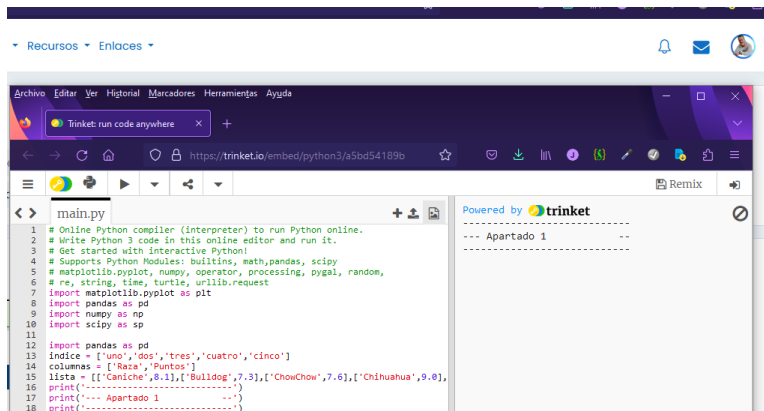 Recursos Enlaces
Archivo Editar Ver Historial Marcadores Herramientas Ayuda
Trinket: run code anywhere
https://trinket.io/embed/python3/a5bd54189b
Remix
main.py
Powered by trinket
1 # Online Python compiler (interpreter) to run Python online.
2 # Write Python 3 code in this online editor and run it.
3 # Get started with interactive Python!
4 # Supports Python Modules: builtins, math,pandas, scipy
5 # matplotlib.pyplot, numpy, operator, processing, pygal, random,
6 # re, string, time, turtle, urllib.request
7 import matplotlib.pyplot as plt
8 import pandas as pd
9 import numpy as np
10 import scipy as sp
11
12 import pandas as pd
13 indice = ['uno','dos','tres','cuatro','cinco']
14 columnas = ['Raza','Puntos']
15 lista = [['Caniche',8.1],['Bulldog',7.3],['ChowChow',7.6],['Chihuahua',9.0],
16 print('----------------------------')
17 print('--- Apartado 1            --')
18 print('----------------------------')
----------------------------
--- Apartado 1            --
----------------------------